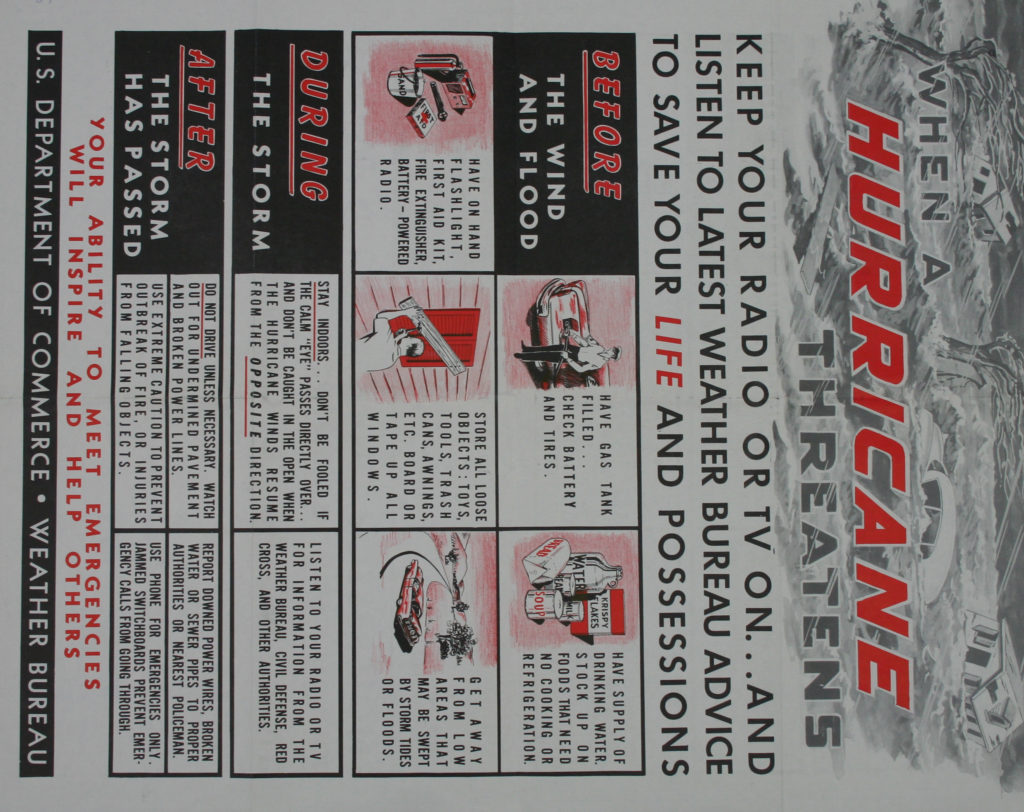 WHEN A
HURRICANE
THREATENS
KEEP YOUR RADIO OR TV ON...AND
LISTEN TO LATEST WEATHER BUREAU ADVICE
TO SAVE YOUR LIFE AND POSSESSIONS
BEFORE
THE WIND
AND FLOOD
HAVE GAS TANK
FILLED...
CHECK BATTERY
AND TIRES.
KRISPY
FLAKES
WATER
MILK
SOUP
BREAD
HAVE SUPPLY OF
DRINKING WATER.
STOCK UP ON
FOODS THAT NEED
NO COOKING OR
REFRIGERATION.
SAND
FIRST
AID
HAVE ON HAND
FLASHLIGHT,
FIRST AID KIT,
FIRE EXTINGUISHER,
BATTERY-POWERED
RADIO.
STORE ALL LOSE
OBJECTS: TOYS,
TOOLS, TRASH
CANS, AWNINGS,
ETC. BOARD OR
TAPE UP ALL
WINDOWS.
GET AWAY
FROM LOW
AREAS THAT
MAY BE SWEPT
BY STORM TIDES
OR FLOODS.
DURING
THE STORM
STAY INDOORS... DON'T BE FOOLED IF
THE CALM "EYE" PASSES DIRECTLY OVER...
AND DON'T BE CAUGHT IN THE OPEN WHEN
THE HURRICANE WINDS RESUME
FROM THE OPPOSITE DIRECTION.
LISTEN TO YOUR RADIO OR TV
FOR INFORMATION FROM THE
WEATHER BUREAU, CIVIL DEFENSE, RED
CROSS, AND OTHER AUTHORITIES.
AFTER
THE STORM
HAS PASSED
DO NOT DRIVE UNLESS NECESSARY. WATCH
OUT FOR UNDERMINED PAVEMENT
AND BROKEN POWER LINES.
REPORT DOWNED POWER WIRES, BROKEN
WATER OR SEWER PIPES TO PROPER
AUTHORITIES OR NEAREST POLICEMAN.
USE EXTREME CAUTION TO PREVENT
OUTBREAK OF FIRE, OR INJURIES
FROM FALLING OBJECTS.
USE PHONE FOR EMERGENCIES ONLY.
JAMMED SWITCHBOARDS PREVENT EMER-
GENCY CALLS FROM GOING THROUGH.
YOUR ABILITY TO MEET EMERGENCIES
WILL INSPIRE AND HELP OTHERS
U. S. DEPARTMENT OF COMMERCE • WEATHER BUREAU